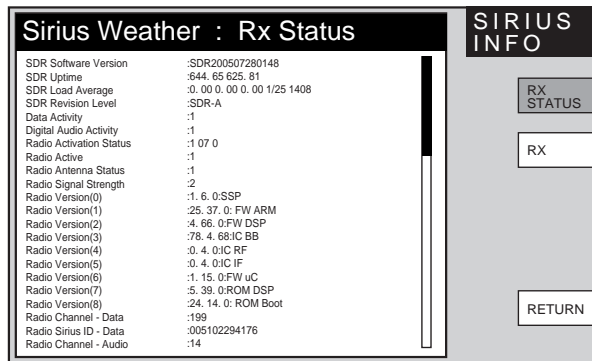 Sirius Weather : Rx Status
SDR Software Version :SDR200507280148
SDR Uptime :644. 65 625. 81
SDR Load Average :0. 00 0. 00 0. 00 1/25 1408
SDR Revision Level :SDR-A
Data Activity :1
Digital Audio Activity :1
Radio Activation Status :1 07 0
Radio Active :1
Radio Antenna Status :1
Radio Signal Strength :2
Radio Version(0) :1. 6. 0:SSP
Radio Version(1) :25. 37. 0: FW ARM
Radio Version(2) :4. 66. 0:FW DSP
Radio Version(3) :78. 4. 68:IC BB
Radio Version(4) :0. 4. 0:IC RF
Radio Version(5) :0. 4. 0:IC IF
Radio Version(6) :1. 15. 0:FW uC
Radio Version(7) :5. 39. 0:ROM DSP
Radio Version(8) :24. 14. 0: ROM Boot
Radio Channel - Data :199
Radio Sirius ID - Data :005102294176
Radio Channel - Audio :14
SIRIUS
INFO
RX
STATUS
RX
RETURN